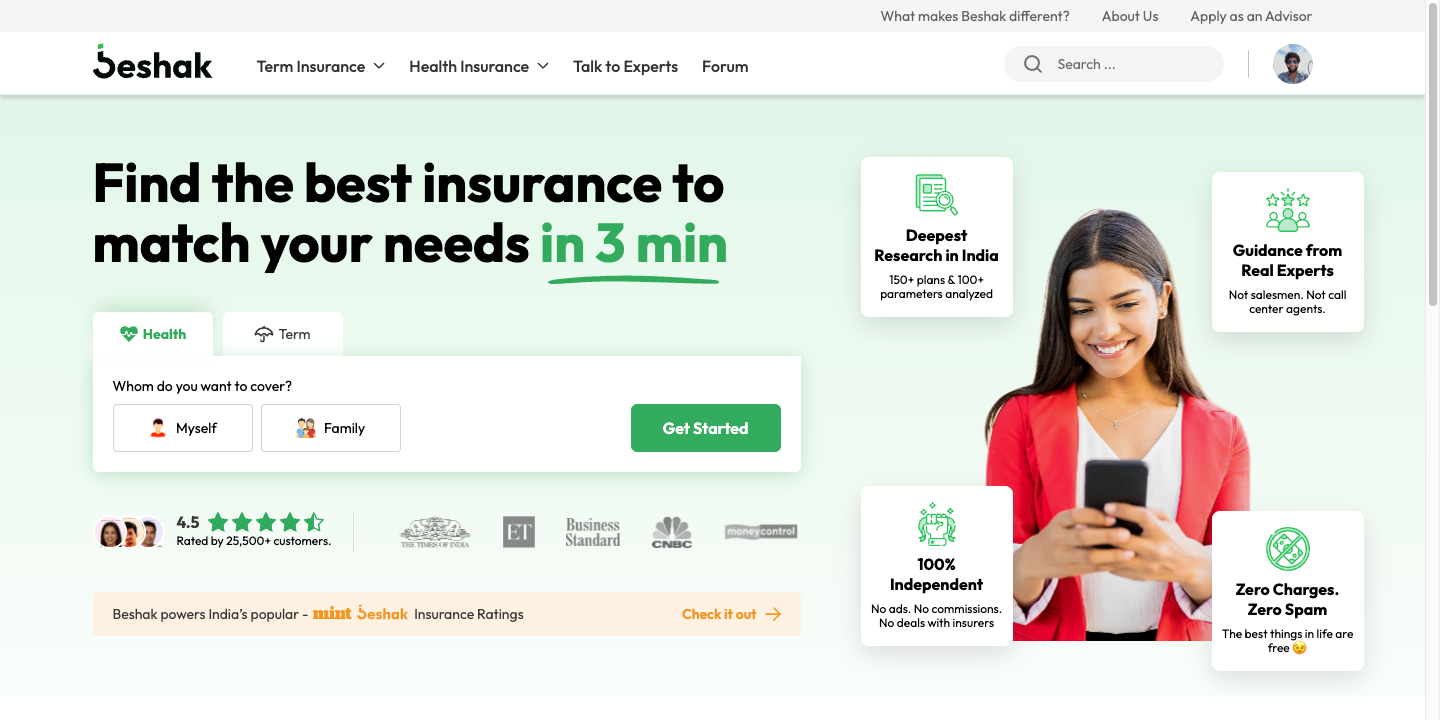 What makes Beshak different?
About Us
Apply as an Advisor
beshak
Term Insurance
Health Insurance
Talk to Experts
Forum
Search ...
Find the best insurance to
match your needs in 3 min
Health
Term
Whom do you want to cover?
Myself
Family
Get Started
4.5
Rated by 25,500+ customers.
THE TIMES OF INDIA
ET
Business
Standard
CNBC
moneycontrol
Beshak powers India's popular - mint beshak Insurance Ratings
Check it out
Deepest
Research in India
150+ plans & 100+
parameters analyzed
Guidance from
Real Experts
Not salesmen. Not call
center agents.
100%
Independent
No ads. No commissions.
No deals with insurers
Zero Charges.
Zero Spam
The best things in life are
free 😉